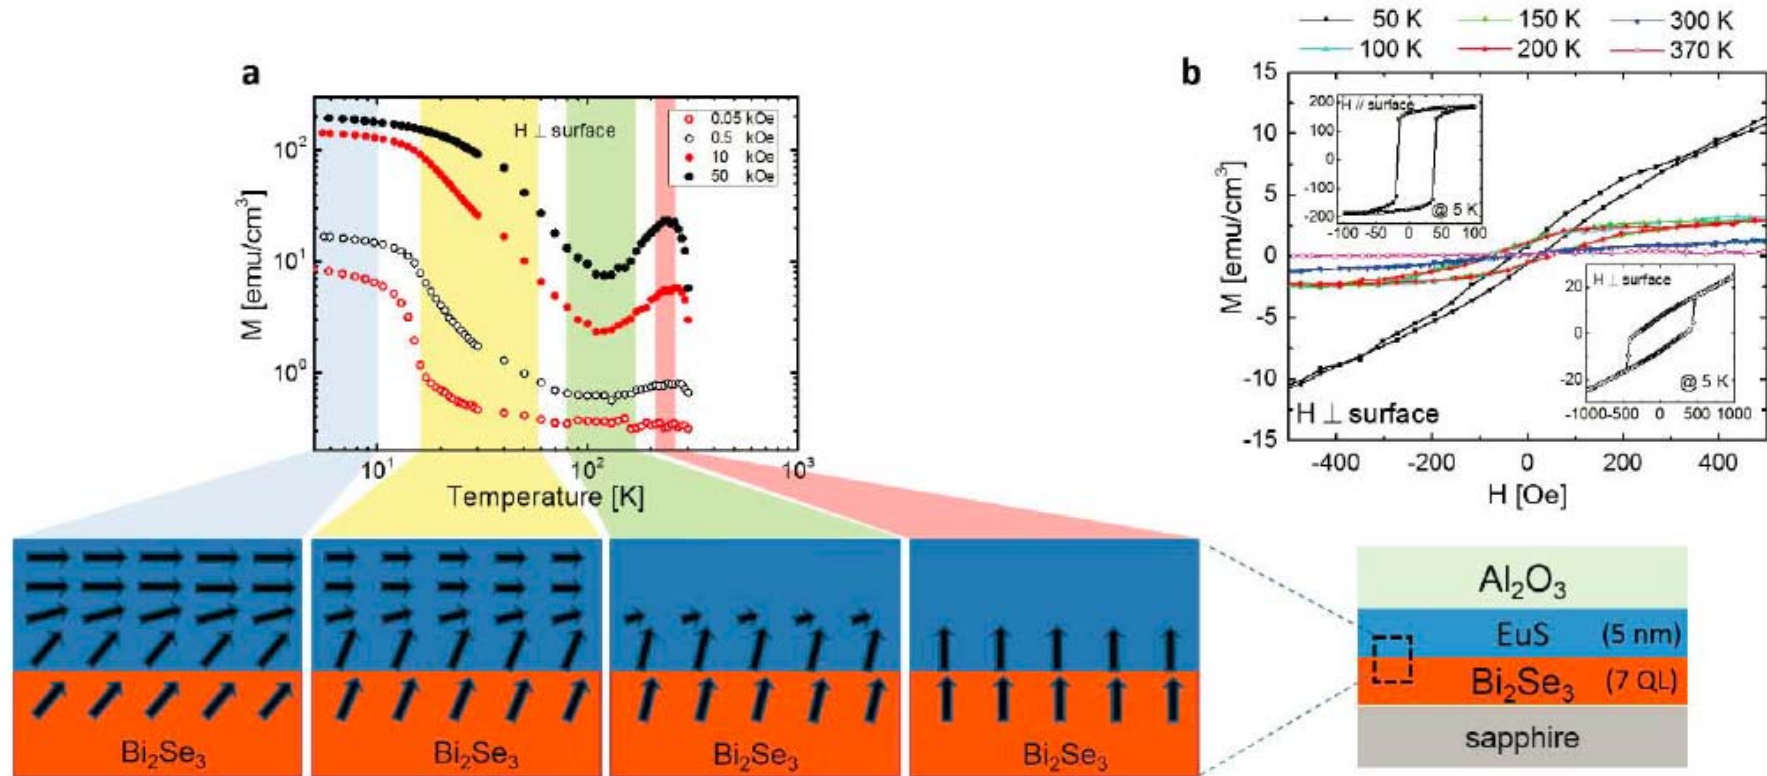 a
M [emu/cm³]
10²
10¹
10⁰
H ⊥ surface
0.05 kOe
0.5 kOe
10 kOe
50 kOe
10¹ 10² 10³
Temperature [K]
b
50 K 150 K 300 K
100 K 200 K 370 K
M [emu/cm³]
15
10
5
0
-5
-10
-15
H // surface
200
100
0
-100
-200
@ 5 K
-100 -50 0 50 100
H ⊥ surface
20
0
-20
@ 5 K
-1000 -500 0 500 1000
H ⊥ surface
-400 -200 0 200 400
H [Oe]
Bi₂Se₃
Bi₂Se₃
Bi₂Se₃
Bi₂Se₃
Al₂O₃
EuS (5 nm)
Bi₂Se₃ (7 QL)
sapphire